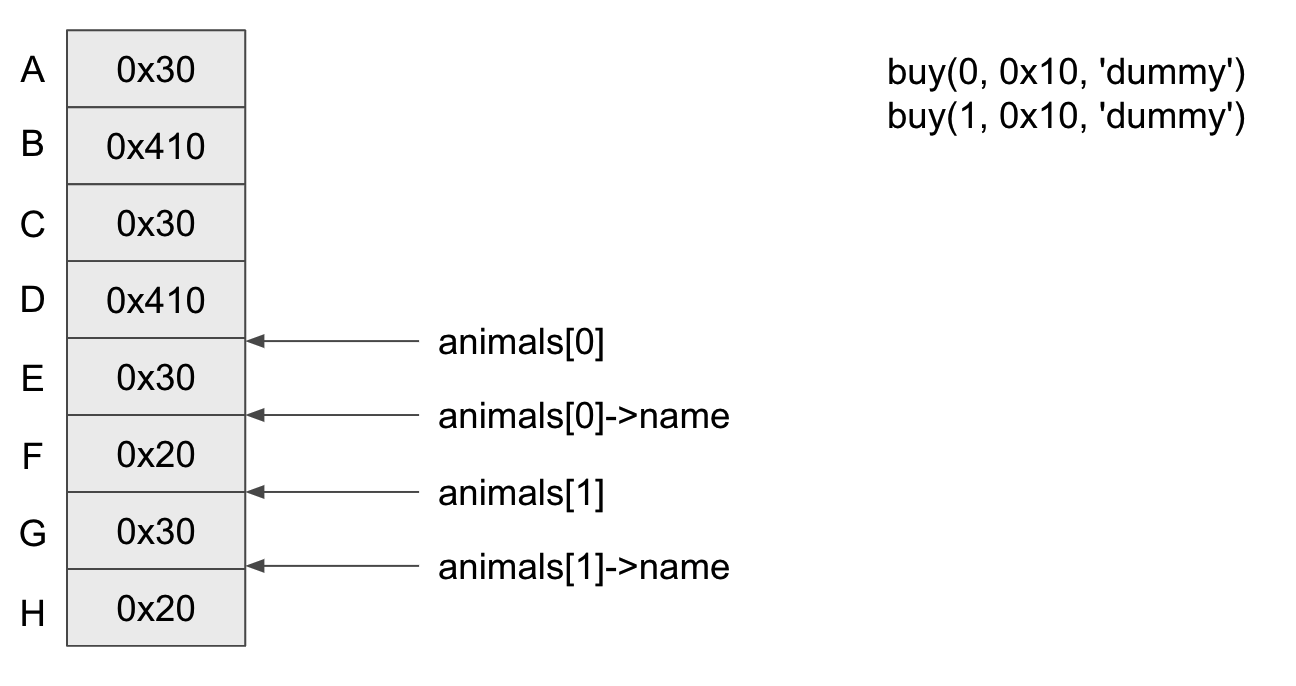 A 0x30
buy(0, 0x10, 'dummy')
buy(1, 0x10, 'dummy')
B 0x410
C 0x30
D 0x410
animals[0]
E 0x30
animals[0]->name
F 0x20
animals[1]
G 0x30
animals[1]->name
H 0x20